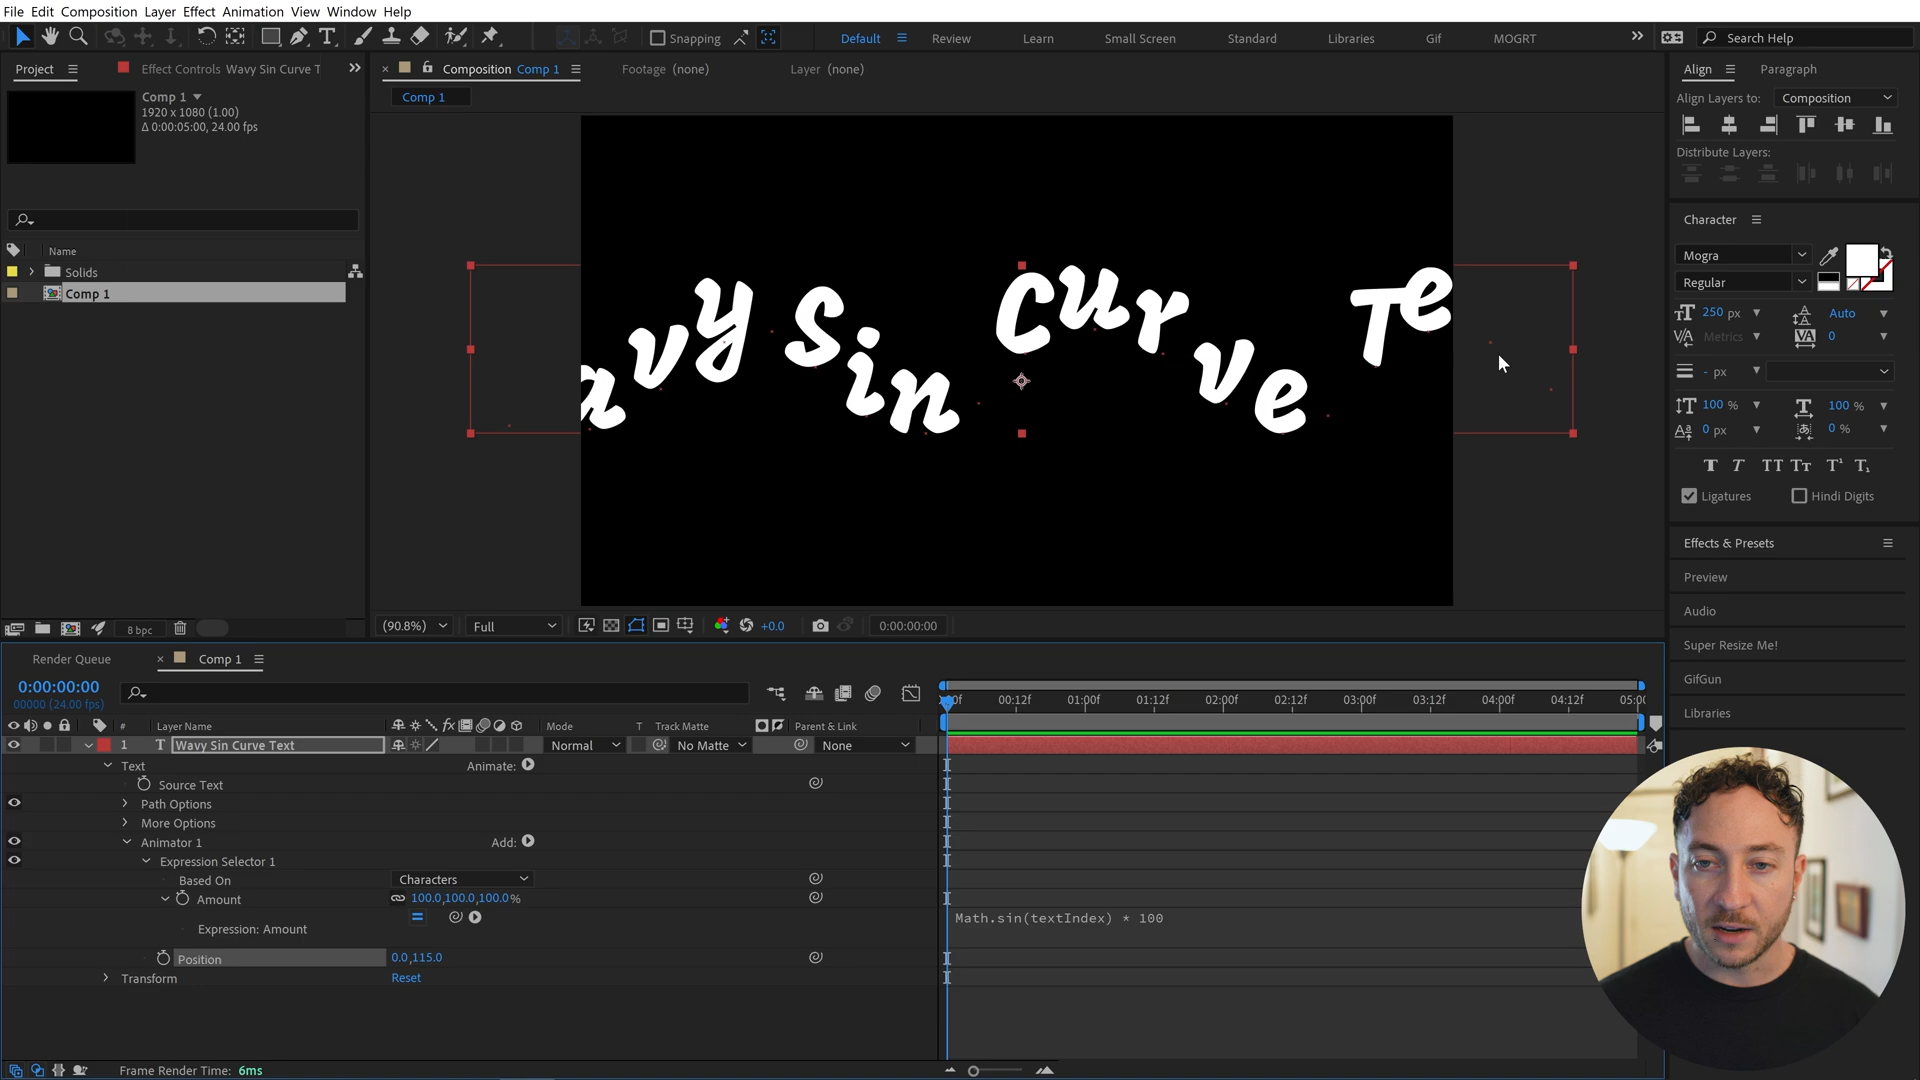 File Edit Composition Layer Effect Animation View Window Help
Snapping
Default Review Learn Small Screen Standard Libraries Gif MOGRT
Search Help
Project
Effect Controls Wavy Sin Curve T
Composition Comp 1
Footage (none)
Layer (none)
Comp 1
Comp 1
1920 x 1080 (1.00)
Δ 0:00:05:00, 24.00 fps
Name
Solids
Comp 1
8 bpc
avy Sin Curve Te
(90.8%)
Full
+0.0
0:00:00:00
Align
Paragraph
Align Layers to: Composition
Distribute Layers:
Character
Mogra
Regular
250 px
Auto
Metrics
0
- px
100 %
100 %
0 px
0 %
T T TT Tт T¹ T₁
Ligatures
Hindi Digits
Effects & Presets
Preview
Audio
Super Resize Me!
GifGun
Libraries
Render Queue
Comp 1
0:00:00:00
00000 (24.00 fps)
# Layer Name
fx
Mode T Track Matte Parent & Link
1 T Wavy Sin Curve Text Normal No Matte None
Text Animate:
Source Text
Path Options
More Options
Animator 1 Add:
Expression Selector 1
Based On Characters
Amount 100.0,100.0,100.0%
Expression: Amount
Math.sin(textIndex) * 100
Position 0.0,115.0
Transform Reset
00:12f 01:00f 01:12f 02:00f 02:12f 03:00f 03:12f 04:00f 04:12f
Frame Render Time: 6ms